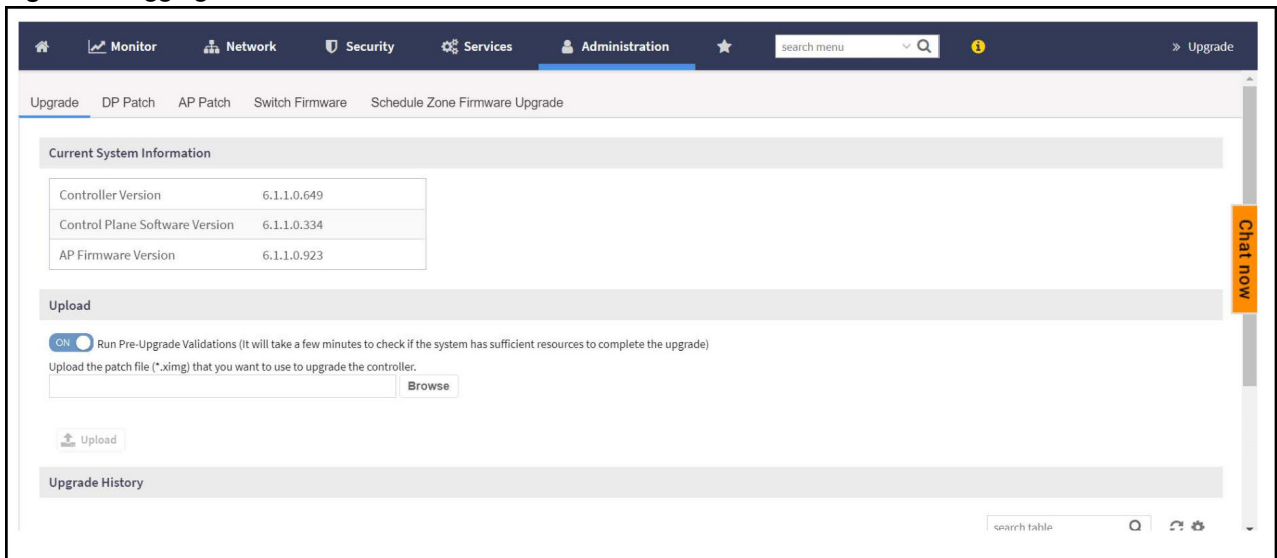 Monitor Network Security Services Administration search menu » Upgrade
Upgrade DP Patch AP Patch Switch Firmware Schedule Zone Firmware Upgrade
Current System Information
Controller Version 6.1.1.0.649
Control Plane Software Version 6.1.1.0.334
AP Firmware Version 6.1.1.0.923
Chat now
Upload
ON Run Pre-Upgrade Validations (It will take a few minutes to check if the system has sufficient resources to complete the upgrade)
Upload the patch file (*.ximg) that you want to use to upgrade the controller.
Browse
Upload
Upgrade History
search table